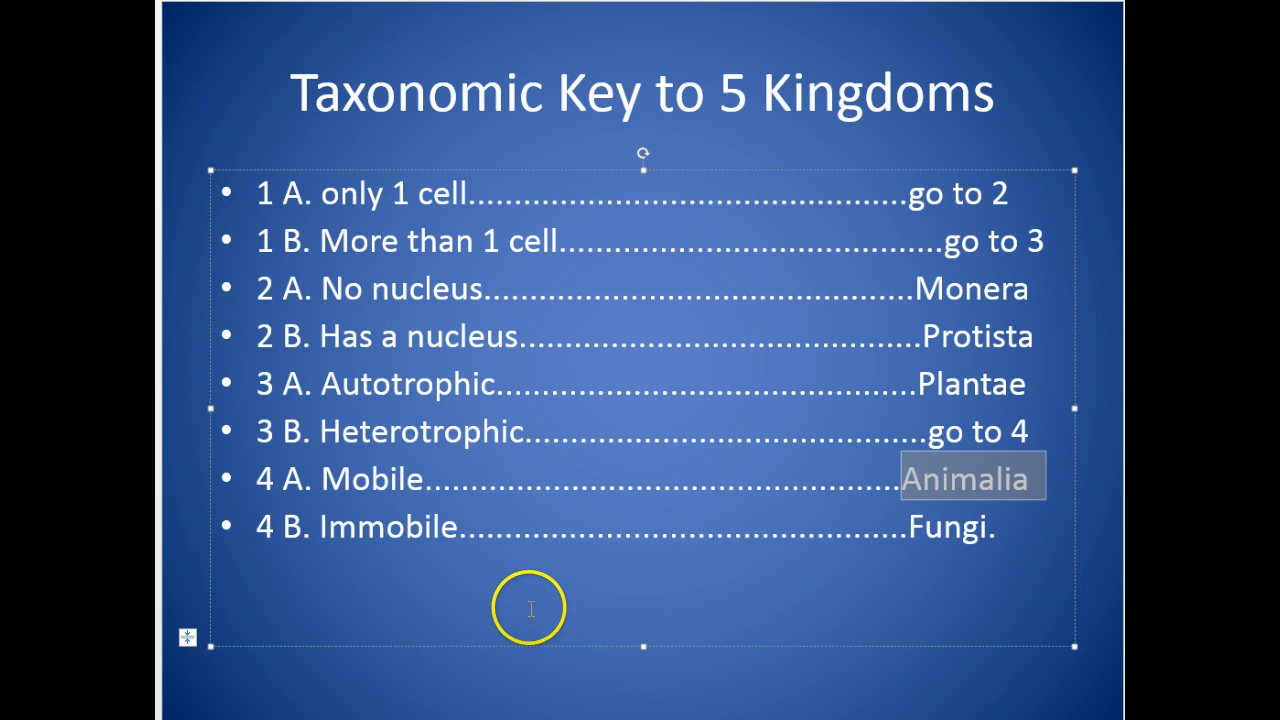 Taxonomic Key to 5 Kingdoms
• 1 A. only 1 cell................................................go to 2
• 1 B. More than 1 cell..........................................go to 3
• 2 A. No nucleus...............................................Monera
• 2 B. Has a nucleus............................................Protista
• 3 A. Autotrophic..............................................Plantae
• 3 B. Heterotrophic............................................go to 4
• 4 A. Mobile....................................................Animalia
• 4 B. Immobile.................................................Fungi.